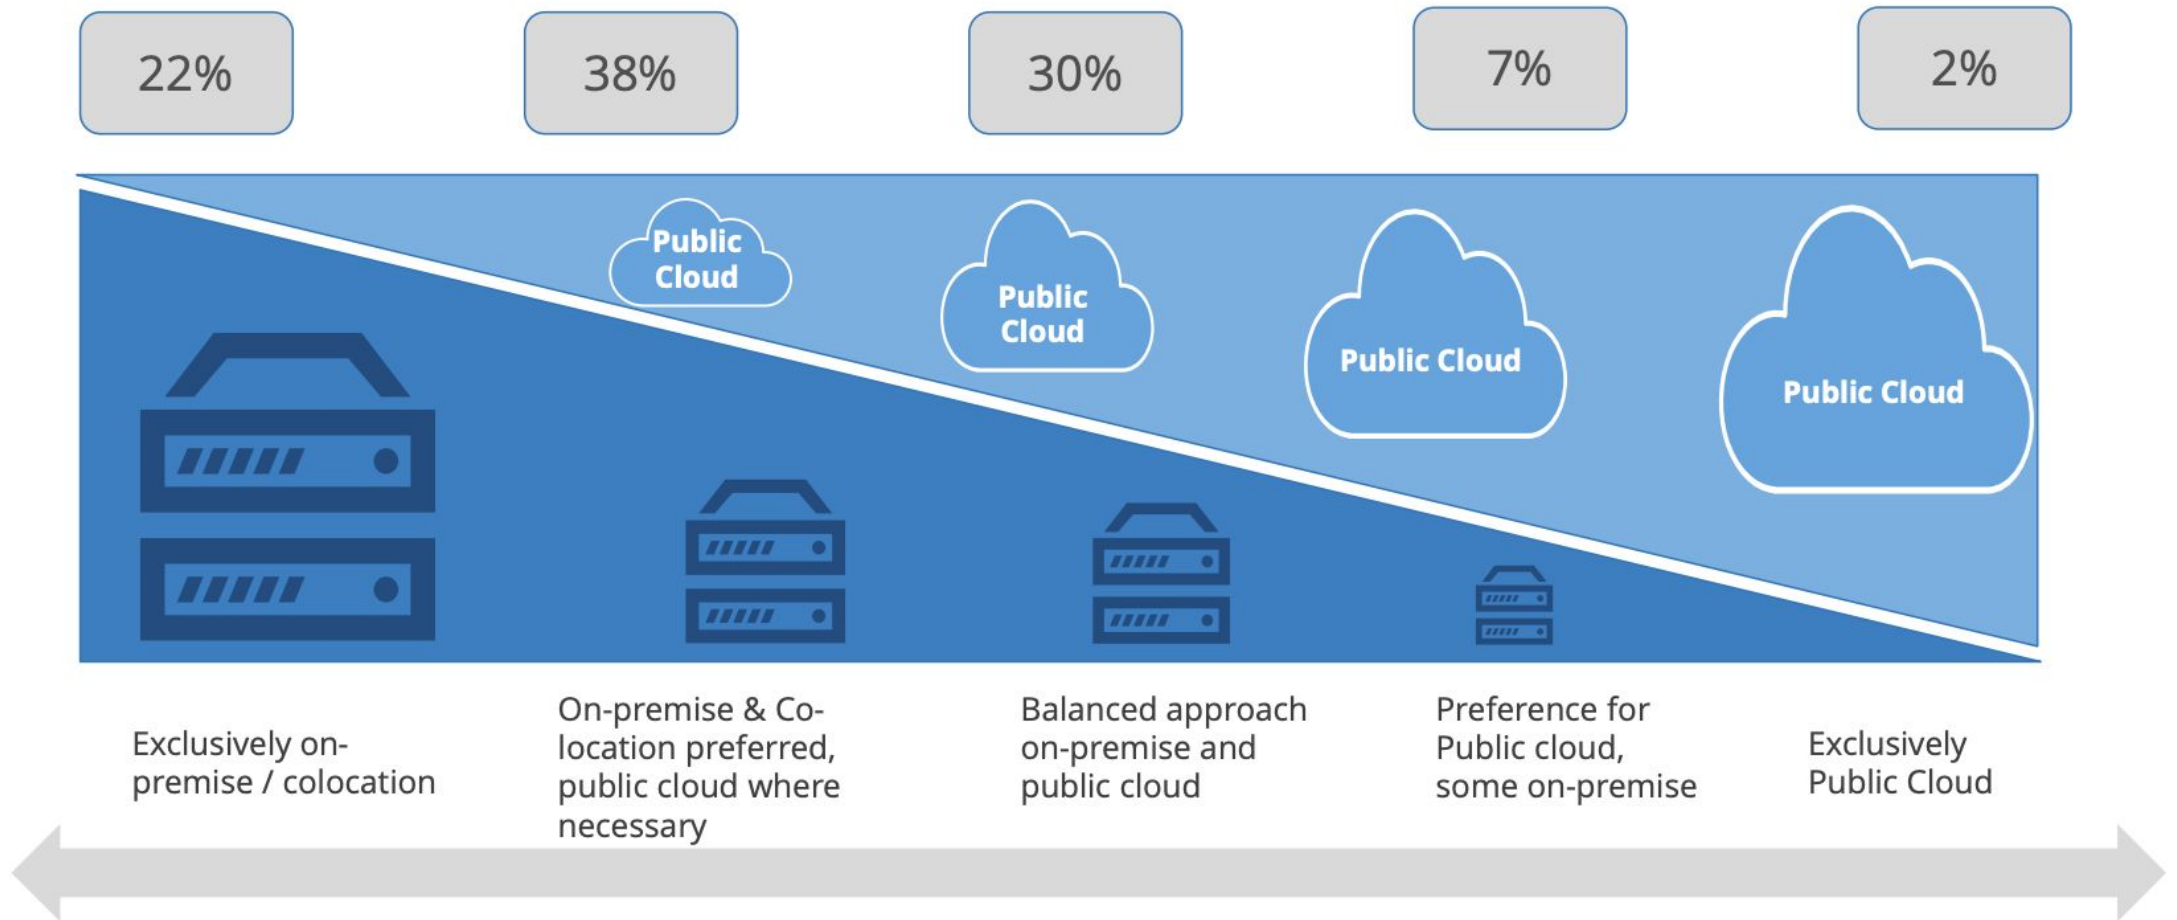 22%
38%
30%
7%
2%
Public
Cloud
Public
Cloud
Public Cloud
Public Cloud
Exclusively on-
premise / colocation
On-premise & Co-
location preferred,
public cloud where
necessary
Balanced approach
on-premise and
public cloud
Preference for
Public cloud,
some on-premise
Exclusively
Public Cloud